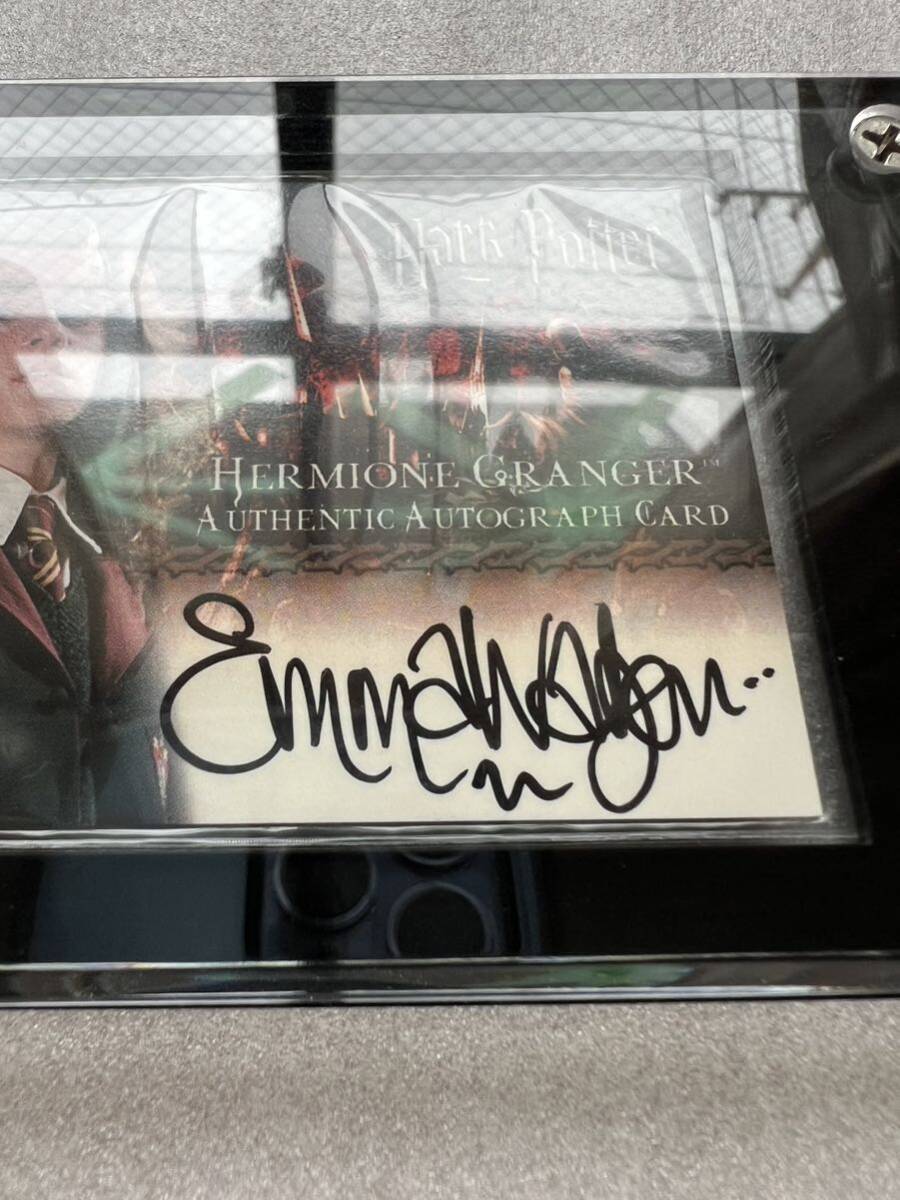 Harry Potter
HERMIONE GRANGER™
AUTHENTIC AUTOGRAPH CARD
Emma Watson